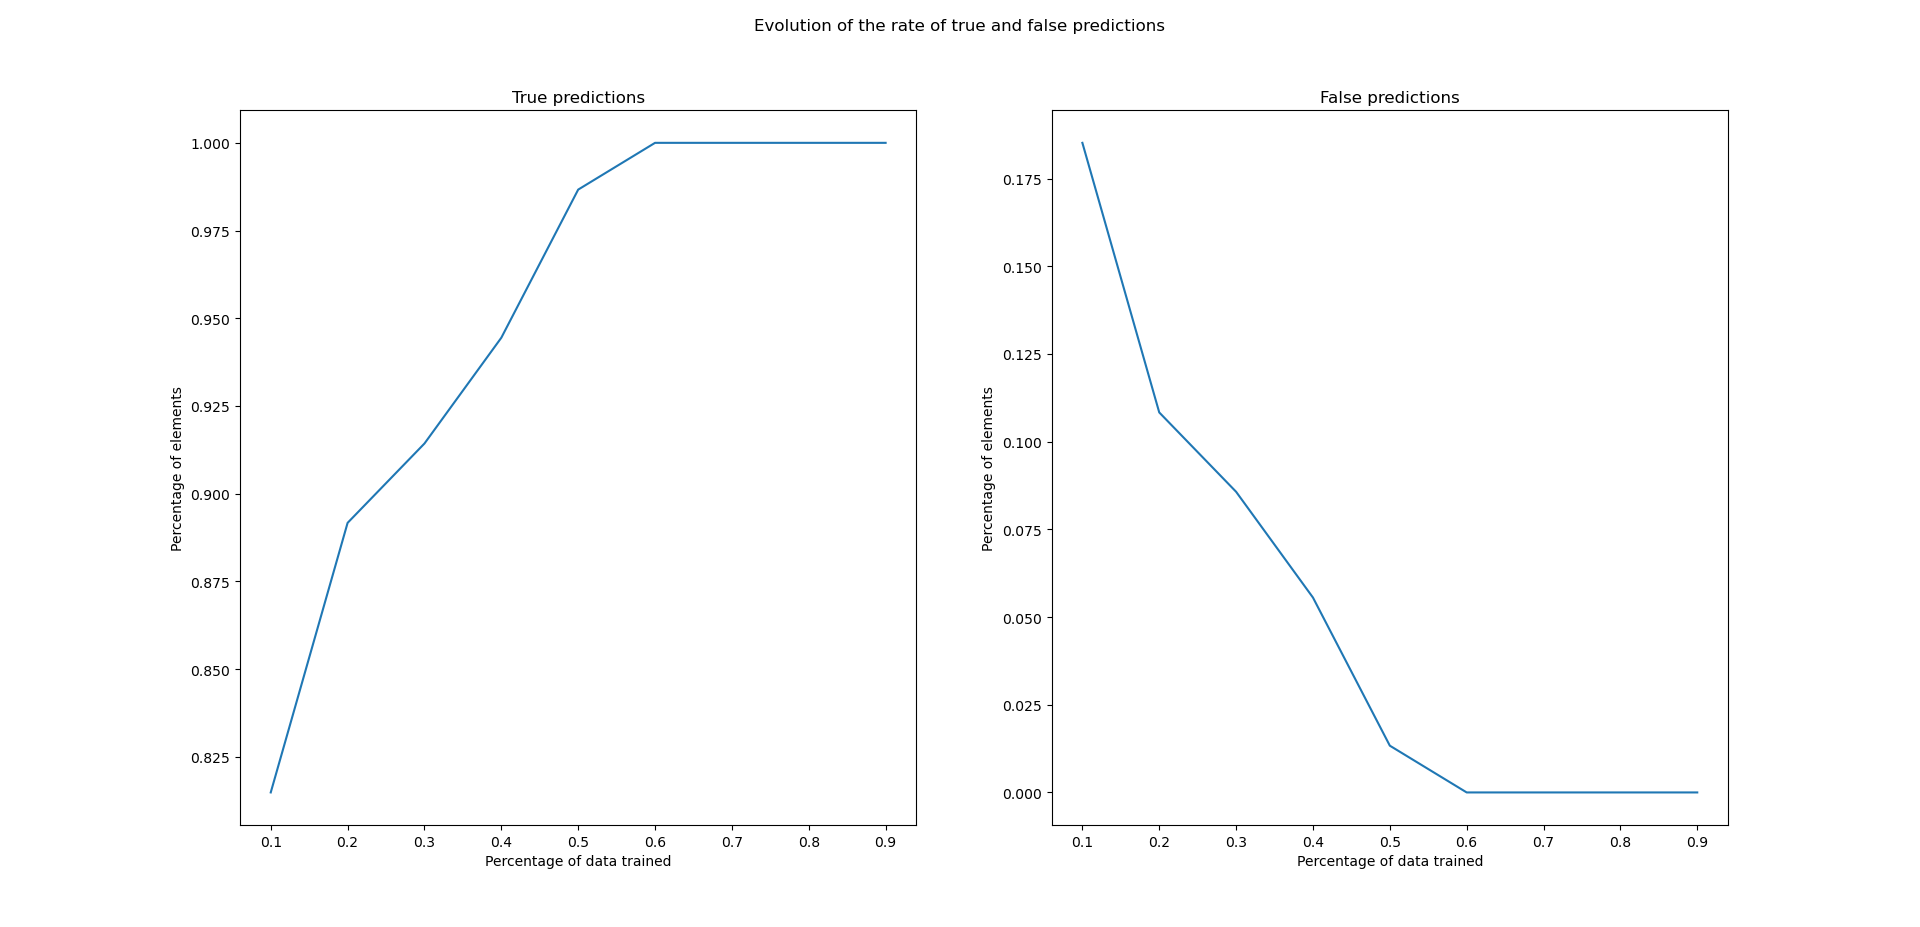 Evolution of the rate of true and false predictions
True predictions
1.000
0.975
0.950
0.925
0.900
0.875
0.850
0.825
Percentage of elements
0.1 0.2 0.3 0.4 0.5 0.6 0.7 0.8 0.9
Percentage of data trained
False predictions
0.175
0.150
0.125
0.100
0.075
0.050
0.025
0.000
Percentage of elements
0.1 0.2 0.3 0.4 0.5 0.6 0.7 0.8 0.9
Percentage of data trained